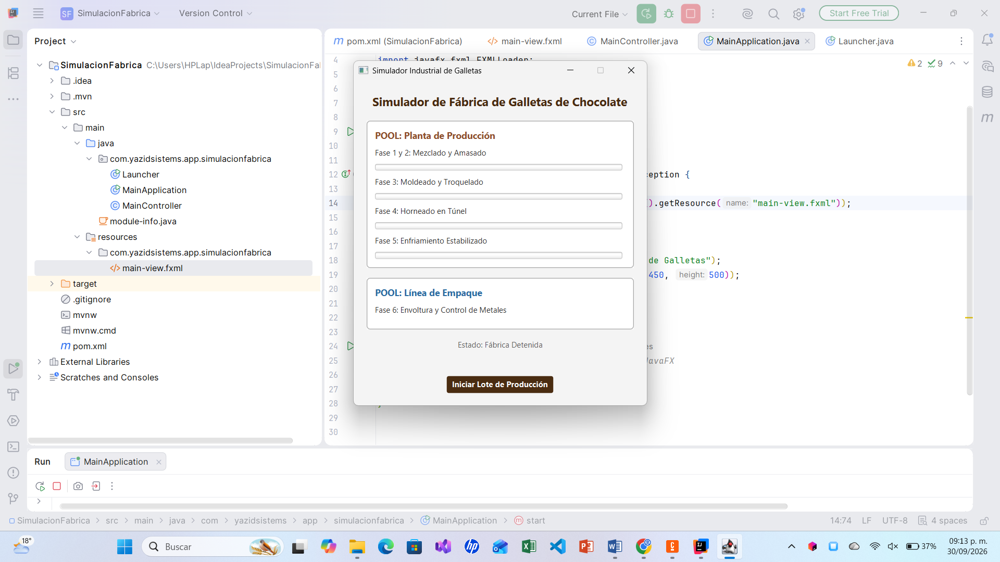 SF SimulacionFabrica
Version Control
Current File
Start Free Trial
Project
SimulacionFabrica C:\Users\HPLap\IdeaProjects\SimulacionFal
.idea
.mvn
src
main
java
com.yazidsistems.app.simulacionfabrica
Launcher
MainApplication
MainController
module-info.java
resources
com.yazidsistems.app.simulacionfabrica
main-view.fxml
target
.gitignore
mvnw
mvnw.cmd
pom.xml
External Libraries
Scratches and Consoles
pom.xml (SimulacionFabrica)
main-view.fxml
MainController.java
MainApplication.java
Launcher.java
2 9
4 import javafx.fxml.FXMLLoader;
5
6
7
8
9
10
11
12 ception {
13
14 ().getResource( name: "main-view.fxml"));
15
16
17
18 de Galletas");
19 450, height: 500));
20
21
22
23
24 es
25 JavaFX
26
27
28 }
29
30
Simulador Industrial de Galletas
Simulador de Fábrica de Galletas de Chocolate
POOL: Planta de Producción
Fase 1 y 2: Mezclado y Amasado
Fase 3: Moldeado y Troquelado
Fase 4: Horneado en Túnel
Fase 5: Enfriamiento Estabilizado
POOL: Línea de Empaque
Fase 6: Envoltura y Control de Metales
Estado: Fábrica Detenida
Iniciar Lote de Producción
Run MainApplication
SimulacionFabrica > src > main > java > com > yazidsistems > app > simulacionfabrica > MainApplication > start
14:74 LF UTF-8 4 spaces
18°
Buscar
37%
09:13 p. m.
30/09/2026